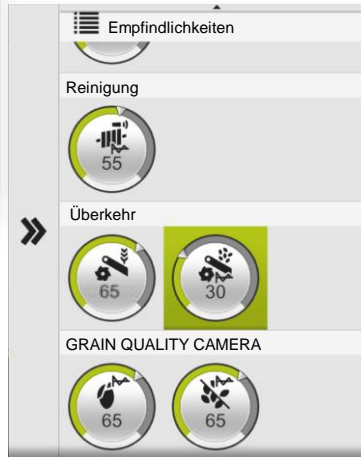 Empfindlichkeiten
Reinigung
55
Überkehr
65 30
GRAIN QUALITY CAMERA
65 65